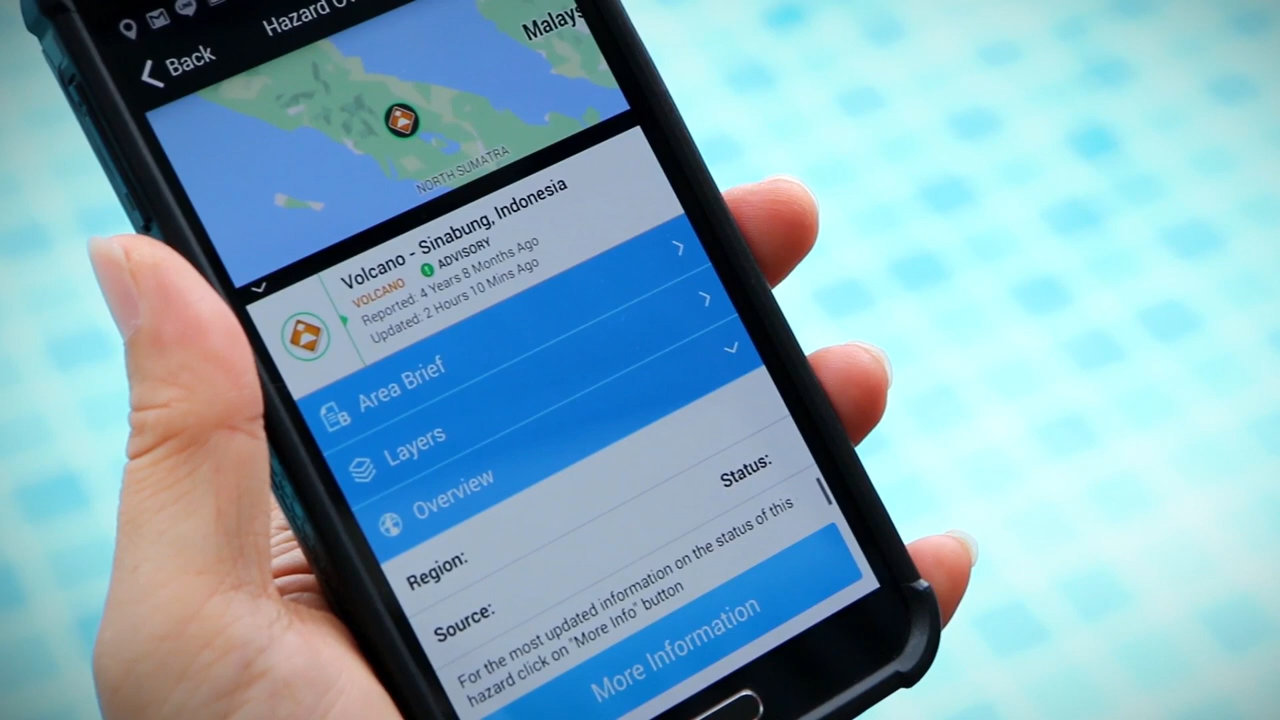 Hazard
Back
NORTH SUMATRA
Volcano - Sinabung, Indonesia
VOLCANO ADVISORY
Reported: 4 Years 8 Months Ago
Updated: 2 Hours 10 Mins Ago
Area Brief
Layers
Overview
Region:
Status:
Source:
For the most updated information on the status of this
hazard click on "More Info" button
More Information